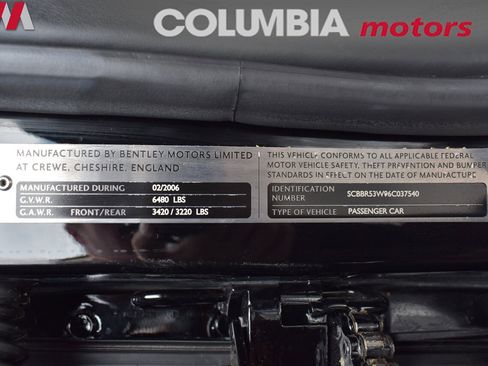 M COLUMBIA motors
MANUFACTURED BY BENTLEY MOTORS LIMITED
AT CREWE, CHESHIRE, ENGLAND
MANUFACTURED DURING 02/2006
G.V.W.R. 6480 LBS
G.A.W.R. FRONT/REAR 3420 / 3220 LBS
THIS VEHICLE CONFORMS TO ALL APPLICABLE FEDERAL
MOTOR VEHICLE SAFETY, THEFT PREVENTION AND BUMPER
STANDARDS IN EFFECT ON THE DATE OF MANUFACTURE
IDENTIFICATION NUMBER SCBBR53W96C037540
TYPE OF VEHICLE PASSENGER CAR